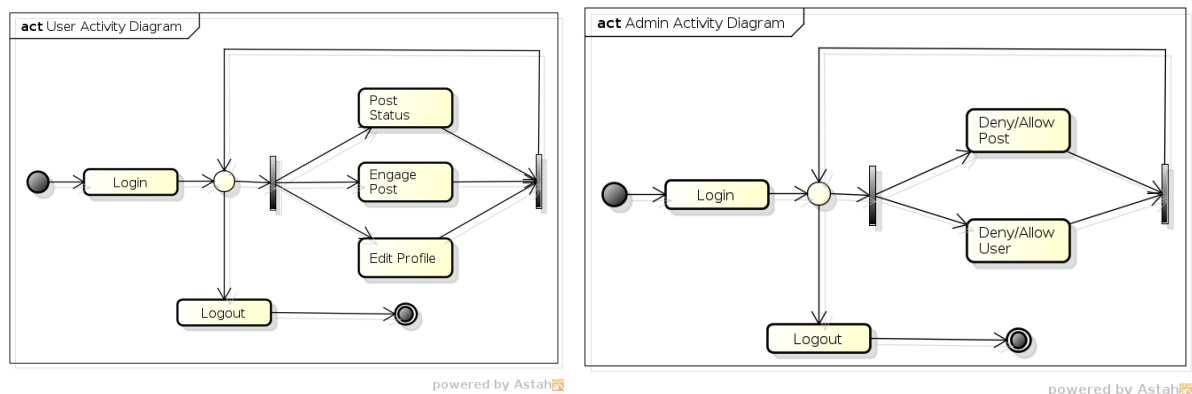 act User Activity Diagram
Post
Status
Login
Engage
Post
Edit Profile
Logout
powered by Astah
act Admin Activity Diagram
Deny/Allow
Post
Login
Deny/Allow
User
Logout
powered by Astah